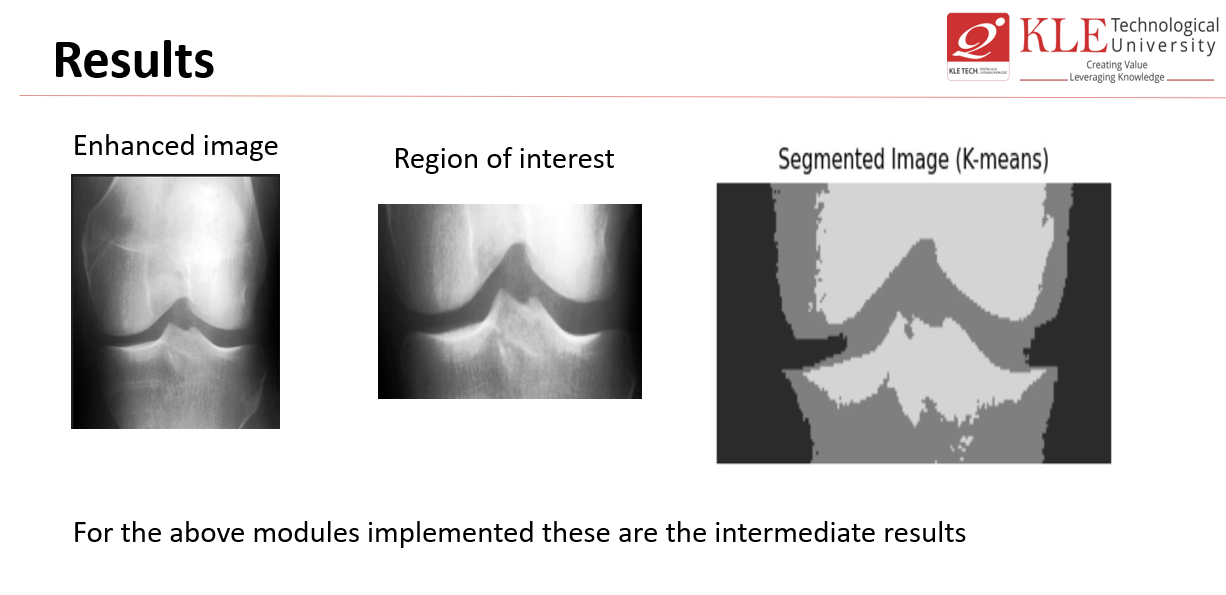 Results
KLE Technological
University
Creating Value
Leveraging Knowledge
KLE TECH
Enhanced image
Region of interest
Segmented Image (K-means)
For the above modules implemented these are the intermediate results